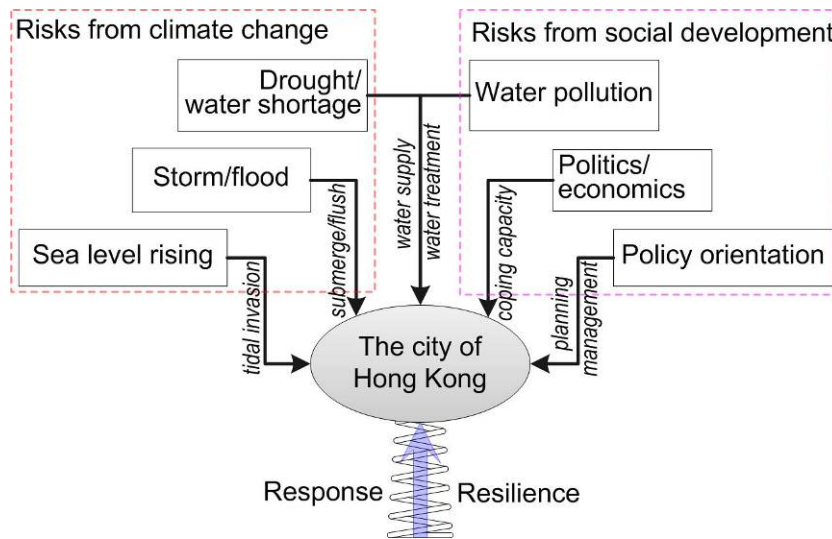 Risks from climate change
Risks from social development
Drought/
water shortage
Water pollution
Storm/flood
Politics/
economics
Sea level rising
Policy orientation
tidal invasion
submerge/flush
water supply
water treatment
coping capacity
planning
management
The city of
Hong Kong
Response
Resilience